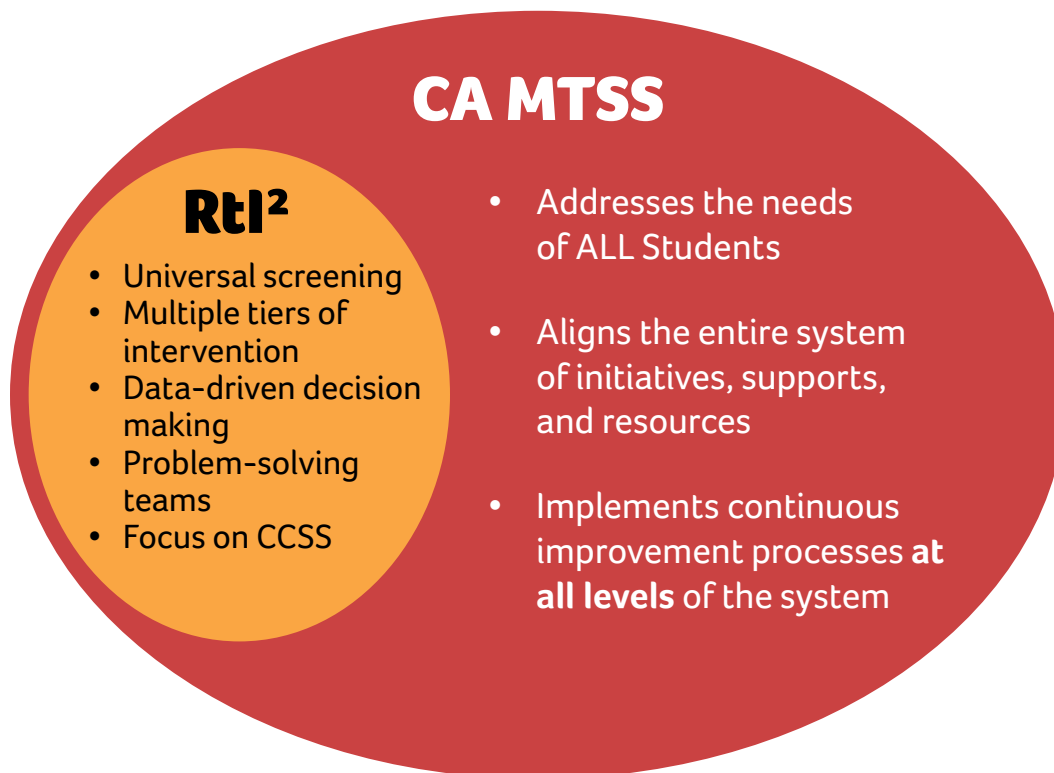 CA MTSS
RtI²
• Universal screening
• Multiple tiers of
intervention
• Data-driven decision
making
• Problem-solving
teams
• Focus on CCSS
• Addresses the needs
of ALL Students
• Aligns the entire system
of initiatives, supports,
and resources
• Implements continuous
improvement processes at
all levels of the system